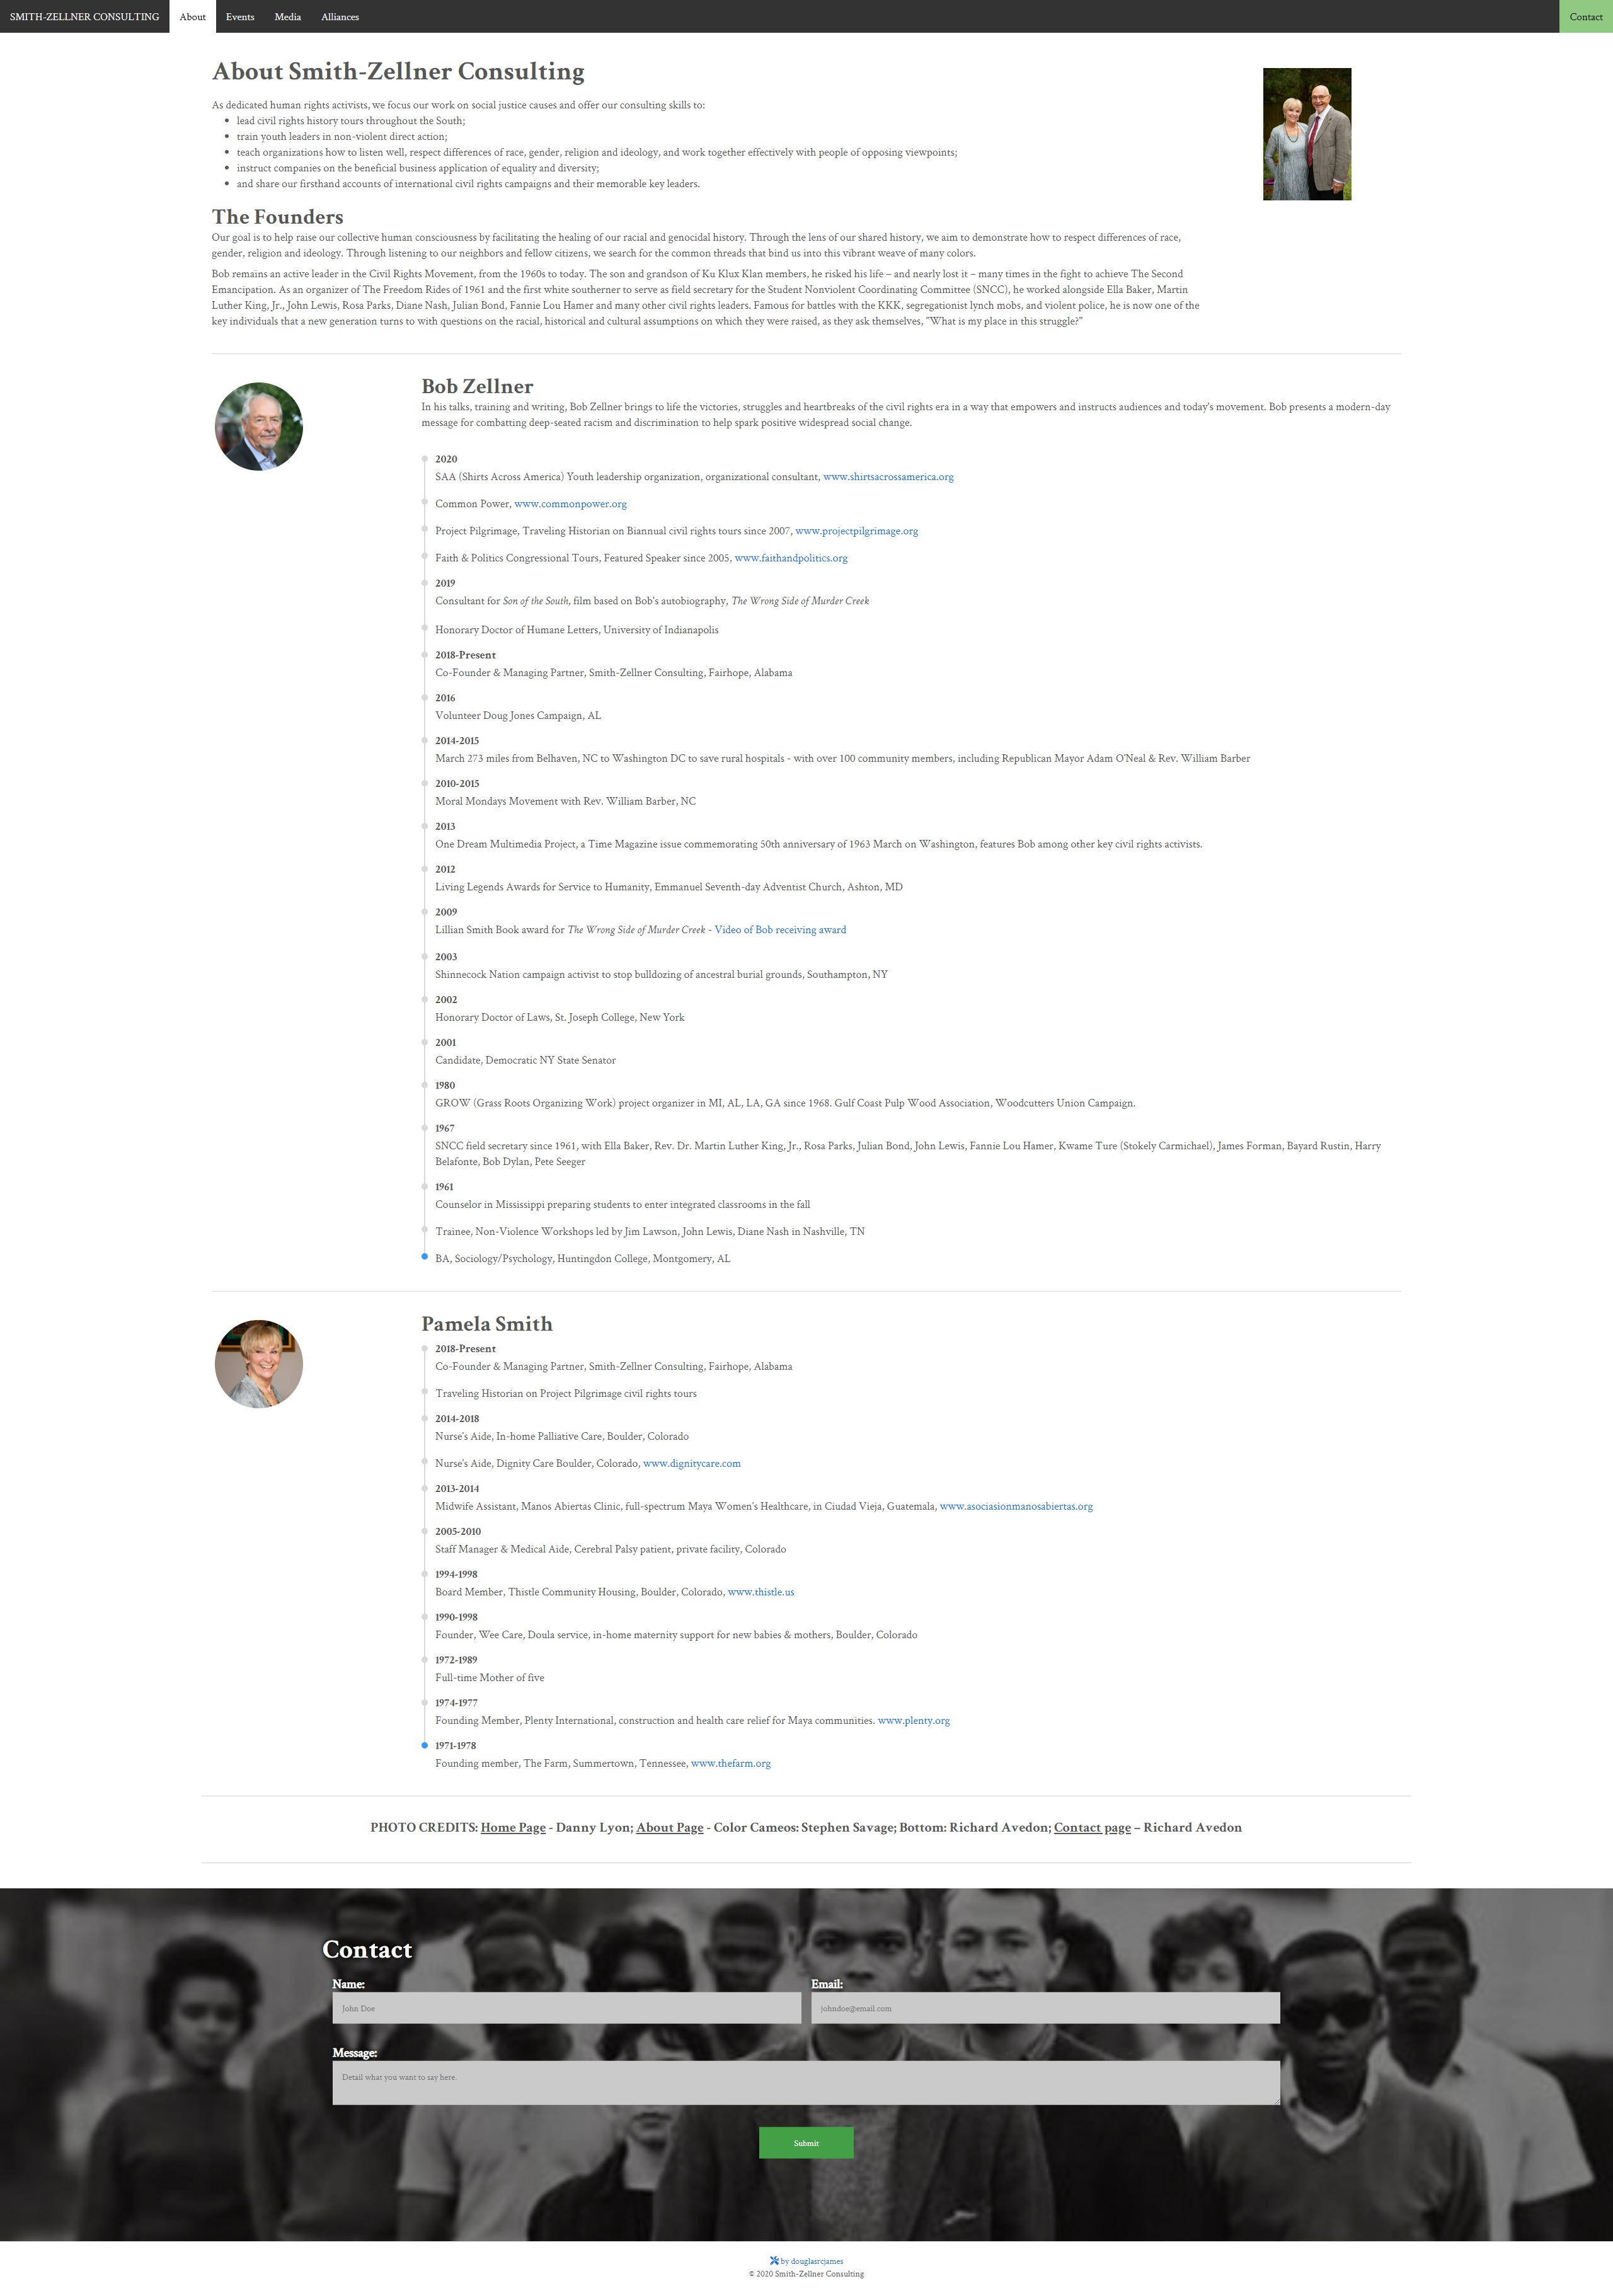 SMITH-ZELLNER CONSULTING About Events Media Alliances Contact
About Smith-Zellner Consulting
As dedicated human rights activists, we focus our work on social justice causes and offer our consulting skills to:
lead civil rights history tours throughout the South;
train youth leaders in non-violent direct action;
teach organizations how to listen well, respect differences of race, gender, religion and ideology, and work together effectively with people of opposing viewpoints;
instruct companies on the beneficial business application of equality and diversity;
and share our firsthand accounts of international civil rights campaigns and their memorable key leaders.
The Founders
Our goal is to help raise our collective human consciousness by facilitating the healing of our racial and genocidal history. Through the lens of our shared history, we aim to demonstrate how to respect differences of race,
gender, religion and ideology. Through listening to our neighbors and fellow citizens, we search for the common threads that bind us into this vibrant weave of many colors.
Bob remains an active leader in the Civil Rights Movement, from the 1960s to today. The son and grandson of Ku Klux Klan members, he risked his life – and nearly lost it – many times in the fight to achieve The Second
Emancipation. As an organizer of The Freedom Rides of 1961 and the first white southerner to serve as field secretary for the Student Nonviolent Coordinating Committee (SNCC), he worked alongside Ella Baker, Martin
Luther King, Jr., John Lewis, Rosa Parks, Diane Nash, Julian Bond, Fannie Lou Hamer and many other civil rights leaders. Famous for battles with the KKK, segregationist lynch mobs, and violent police, he is now one of the
key individuals that a new generation turns to with questions on the racial, historical and cultural assumptions on which they were raised, as they ask themselves, "What is my place in this struggle?"
Bob Zellner
In his talks, training and writing, Bob Zellner brings to life the victories, struggles and heartbreaks of the civil rights era in a way that empowers and instructs audiences and today's movement. Bob presents a modern-day
message for combatting deep-seated racism and discrimination to help spark positive widespread social change.
2020
SAA (Shirts Across America) Youth leadership organization, organizational consultant, www.shirtsacrossamerica.org
Common Power, www.commonpower.org
Project Pilgrimage, Traveling Historian on Biannual civil rights tours since 2007, www.projectpilgrimage.org
Faith & Politics Congressional Tours, Featured Speaker since 2005, www.faithandpolitics.org
2019
Consultant for Son of the South, film based on Bob's autobiography, The Wrong Side of Murder Creek
Honorary Doctor of Humane Letters, University of Indianapolis
2018-Present
Co-Founder & Managing Partner, Smith-Zellner Consulting, Fairhope, Alabama
2016
Volunteer Doug Jones Campaign, AL
2014-2015
March 273 miles from Belhaven, NC to Washington DC to save rural hospitals - with over 100 community members, including Republican Mayor Adam O'Neal & Rev. William Barber
2010-2015
Moral Mondays Movement with Rev. William Barber, NC
2013
One Dream Multimedia Project, a Time Magazine issue commemorating 50th anniversary of 1963 March on Washington, features Bob among other key civil rights activists.
2012
Living Legends Awards for Service to Humanity, Emmanuel Seventh-day Adventist Church, Ashton, MD
2009
Lillian Smith Book award for The Wrong Side of Murder Creek - Video of Bob receiving award
2003
Shinnecock Nation campaign activist to stop bulldozing of ancestral burial grounds, Southampton, NY
2002
Honorary Doctor of Laws, St. Joseph College, New York
2001
Candidate, Democratic NY State Senator
1980
GROW (Grass Roots Organizing Work) project organizer in MI, AL, LA, GA since 1968. Gulf Coast Pulp Wood Association, Woodcutters Union Campaign.
1967
SNCC field secretary since 1961, with Ella Baker, Rev. Dr. Martin Luther King, Jr., Rosa Parks, Julian Bond, John Lewis, Fannie Lou Hamer, Kwame Ture (Stokely Carmichael), James Forman, Bayard Rustin, Harry
Belafonte, Bob Dylan, Pete Seeger
1961
Counselor in Mississippi preparing students to enter integrated classrooms in the fall
Trainee, Non-Violence Workshops led by Jim Lawson, John Lewis, Diane Nash in Nashville, TN
BA, Sociology/Psychology, Huntingdon College, Montgomery, AL
Pamela Smith
2018-Present
Co-Founder & Managing Partner, Smith-Zellner Consulting, Fairhope, Alabama
Traveling Historian on Project Pilgrimage civil rights tours
2014-2018
Nurse's Aide, In-home Palliative Care, Boulder, Colorado
Nurse's Aide, Dignity Care Boulder, Colorado, www.dignitycare.com
2013-2014
Midwife Assistant, Manos Abiertas Clinic, full-spectrum Maya Women's Healthcare, in Ciudad Vieja, Guatemala, www.asociasionmanosabiertas.org
2005-2010
Staff Manager & Medical Aide, Cerebral Palsy patient, private facility, Colorado
1994-1998
Board Member, Thistle Community Housing, Boulder, Colorado, www.thistle.us
1990-1998
Founder, Wee Care, Doula service, in-home maternity support for new babies & mothers, Boulder, Colorado
1972-1989
Full-time Mother of five
1974-1977
Founding Member, Plenty International, construction and health care relief for Maya communities. www.plenty.org
1971-1978
Founding member, The Farm, Summertown, Tennessee, www.thefarm.org
PHOTO CREDITS: Home Page - Danny Lyon; About Page - Color Cameos: Stephen Savage; Bottom: Richard Avedon; Contact page – Richard Avedon
Contact
Name: Email:
John Doe johndoe@email.com
Message:
Detail what you want to say here.
Submit
by douglasrcjames
© 2020 Smith-Zellner Consulting